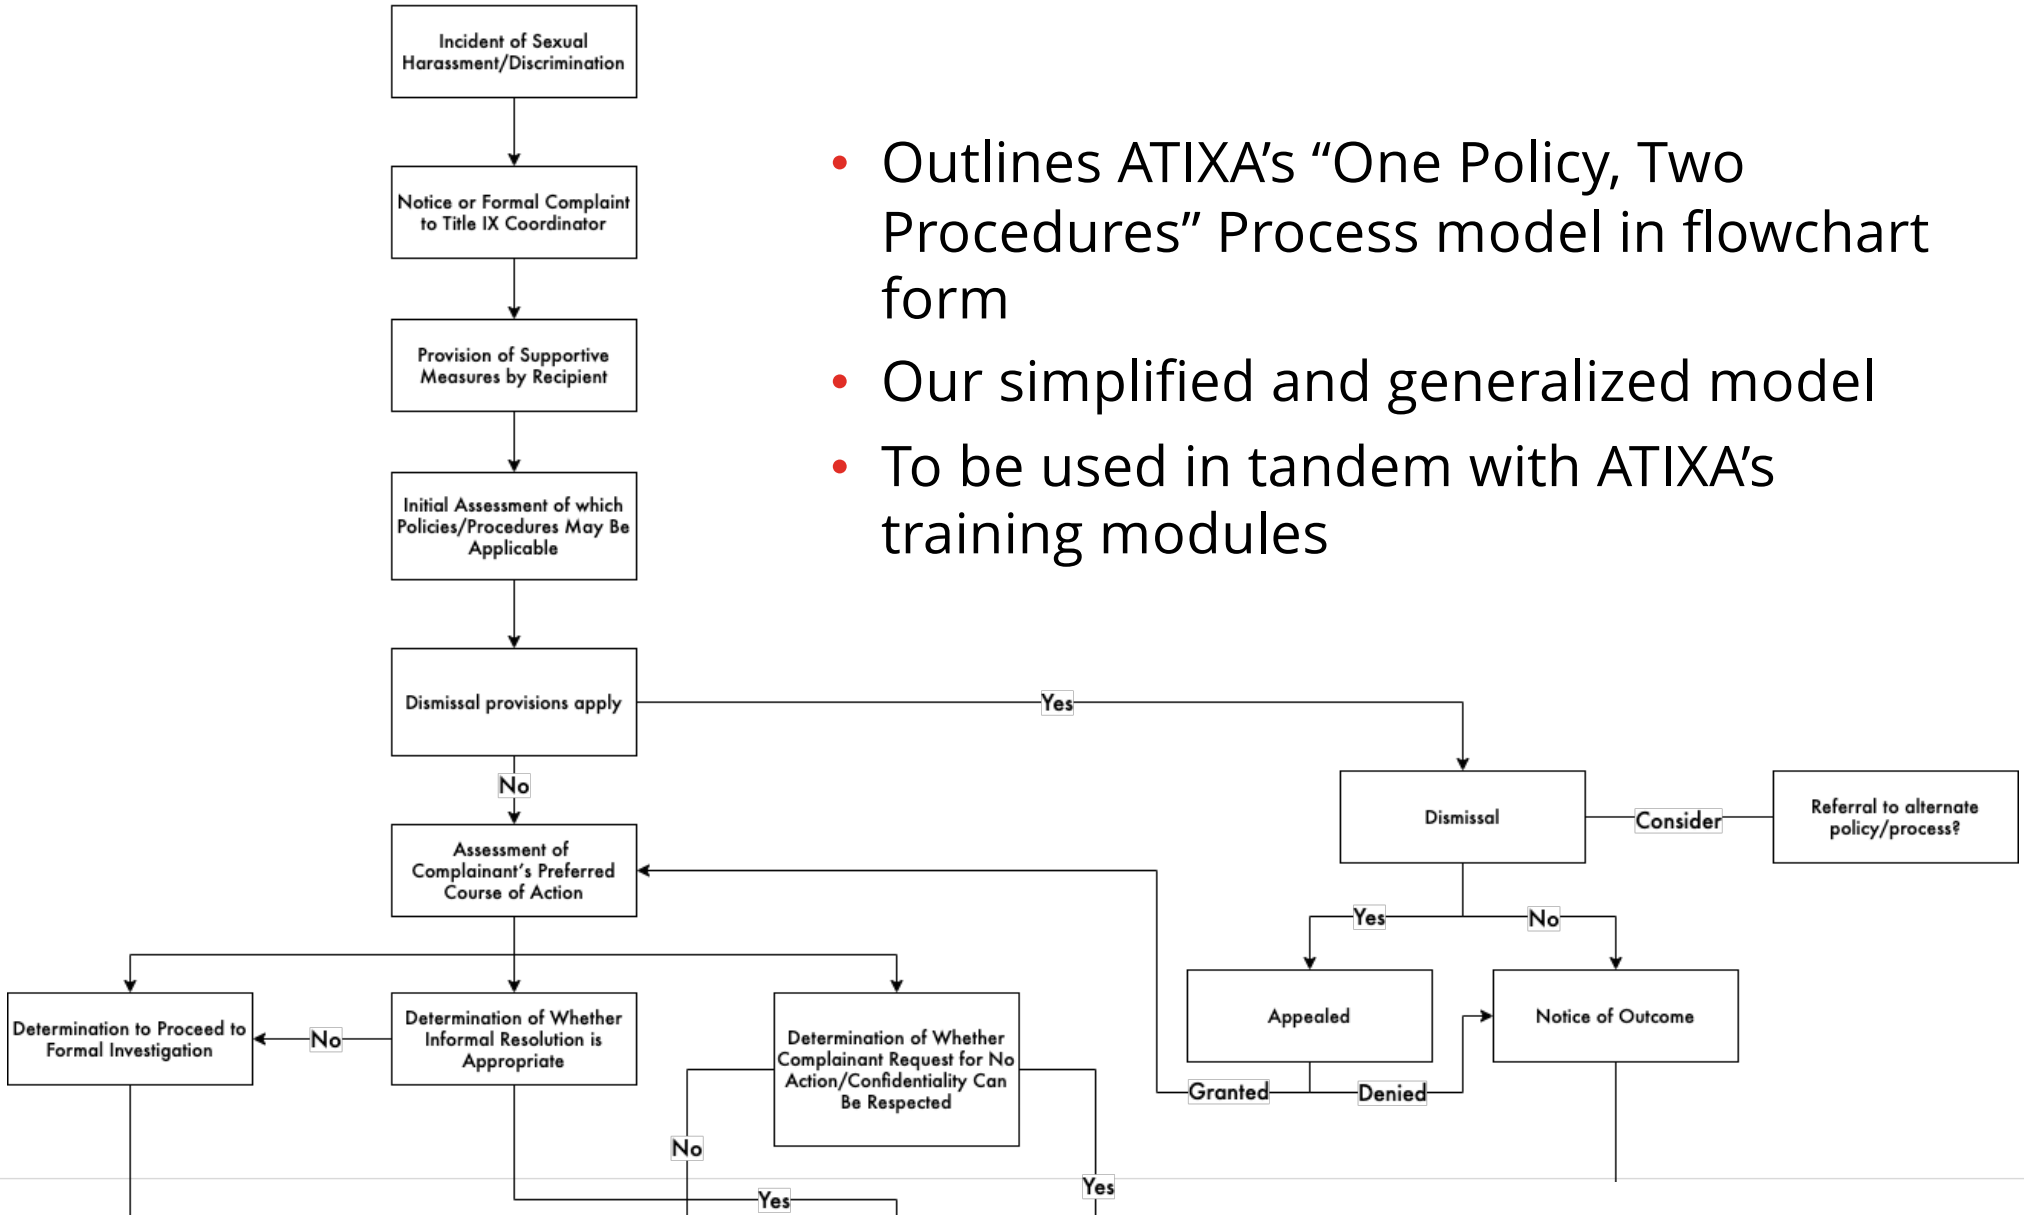 Incident of Sexual
Harassment/Discrimination
Notice or Formal Complaint
to Title IX Coordinator
Provision of Supportive
Measures by Recipient
Initial Assessment of which
Policies/Procedures May Be
Applicable
• Outlines ATIXA’s “One Policy, Two
Procedures” Process model in flowchart
form
• Our simplified and generalized model
• To be used in tandem with ATIXA’s
training modules
Dismissal provisions apply
Yes
No
Dismissal
Consider
Referral to alternate
policy/process?
Assessment of
Complainant’s Preferred
Course of Action
Yes
No
Determination to Proceed to
Formal Investigation
No
Determination of Whether
Informal Resolution is
Appropriate
Determination of Whether
Complainant Request for No
Action/Confidentiality Can
Be Respected
Appealed
Notice of Outcome
Granted
Denied
No
Yes
Yes